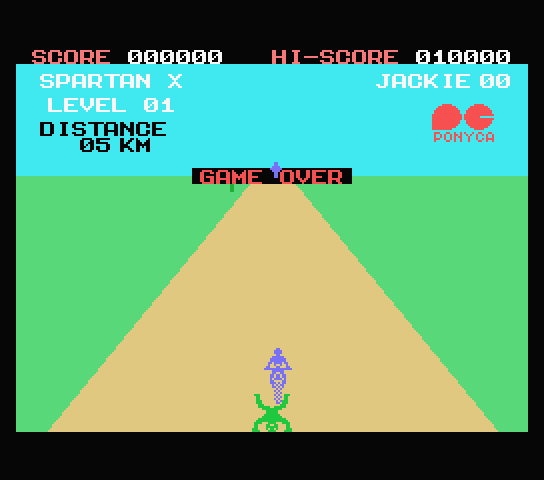 SCORE 000000 HI-SCORE 010000
SPARTAN X JACKIE 00
LEVEL 01
DISTANCE
05 KM
PONYCA
GAME OVER